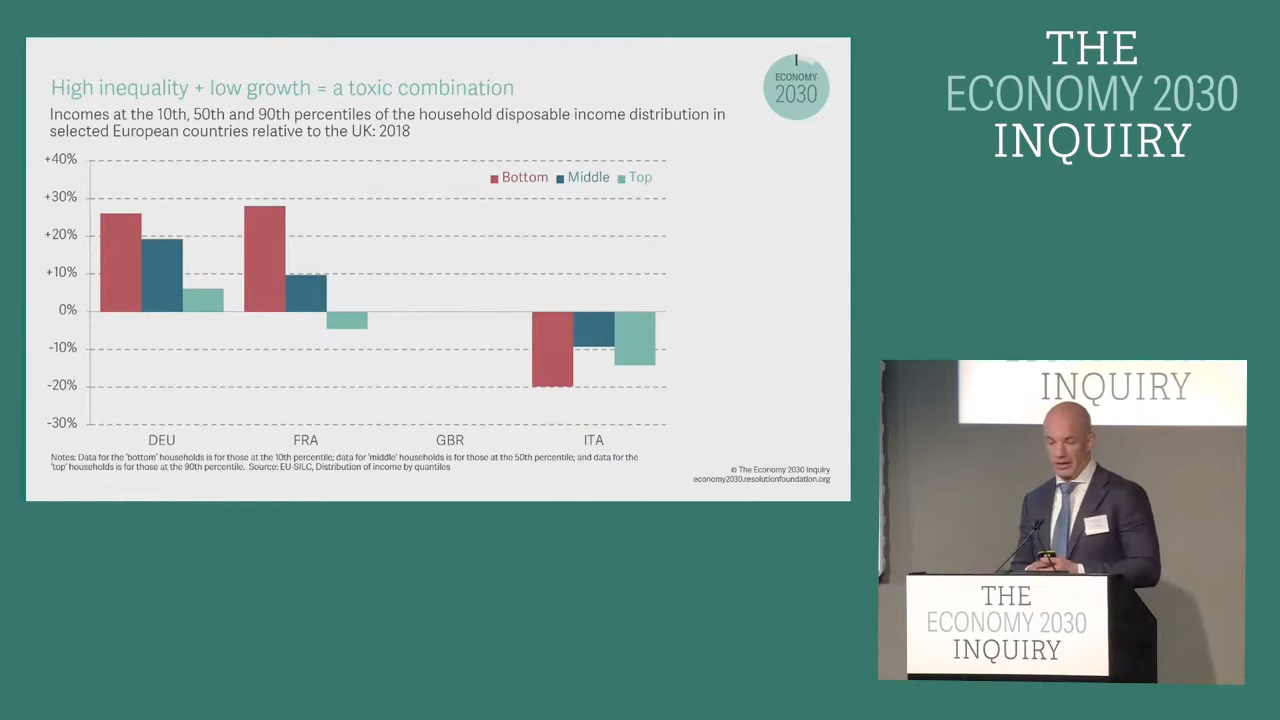 High inequality + low growth = a toxic combination
Incomes at the 10th, 50th and 90th percentiles of the household disposable income distribution in
selected European countries relative to the UK: 2018
ECONOMY
2030
+40%
+30%
+20%
+10%
0%
-10%
-20%
-30%
Bottom Middle Top
DEU FRA GBR ITA
Notes: Data for the 'bottom' households is for those at the 10th percentile; data for 'middle' households is for those at the 50th percentile; and data for the
'top' households is for those at the 90th percentile. Source: EU-SILC, Distribution of income by quantiles
© The Economy 2030 Inquiry
economy2030.resolutionfoundation.org
THE
ECONOMY 2030
INQUIRY
INQUIRY
THE
ECONOMY 2030
INQUIRY